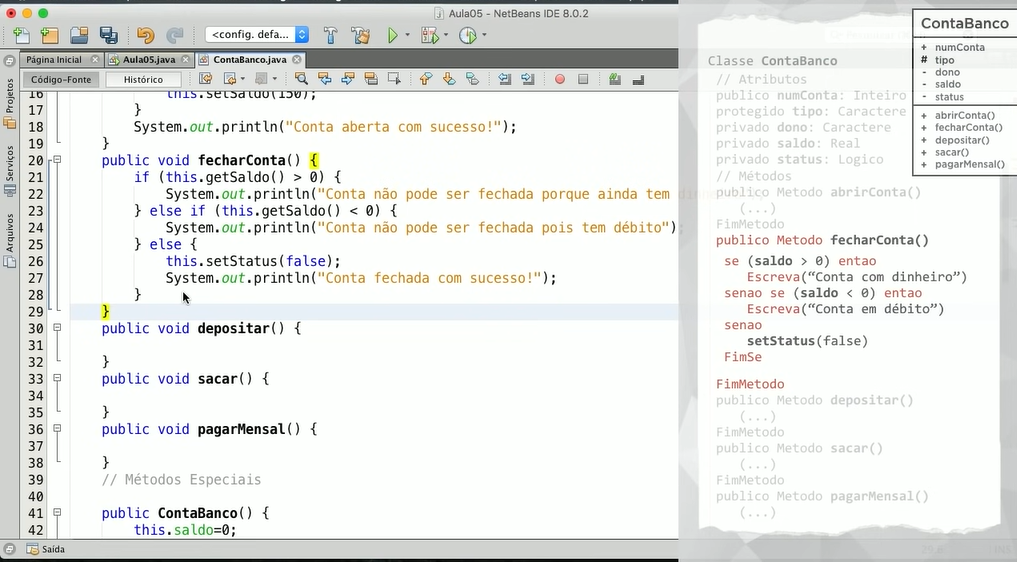 Aula05 - NetBeans IDE 8.0.2
<config. defa...
Página Inicial
Aula05.java
ContaBanco.java
Código-Fonte
Histórico
Projetos
Serviços
Arquivos
16 this.setSaldo(150);
17 }
18 System.out.println("Conta aberta com sucesso!");
19 }
20 public void fecharConta() {
21 if (this.getSaldo() > 0) {
22 System.out.println("Conta não pode ser fechada porque ainda tem
23 } else if (this.getSaldo() < 0) {
24 System.out.println("Conta não pode ser fechada pois tem débito")
25 } else {
26 this.setStatus(false);
27 System.out.println("Conta fechada com sucesso!");
28 }
29 }
30 public void depositar() {
31
32 }
33 public void sacar() {
34
35 }
36 public void pagarMensal() {
37
38 }
39 // Métodos Especiais
40
41 public ContaBanco() {
42 this.saldo=0;
Saída
Classe ContaBanco
// Atributos
publico numConta: Inteiro
protegido tipo: Caractere
privado dono: Caractere
privado saldo: Real
privado status: Logico
// Métodos
publico Metodo abrirConta()
(...)
FimMetodo
publico Metodo fecharConta()
se (saldo > 0) entao
Escreva(“Conta com dinheiro”)
senao se (saldo < 0) entao
Escreva(“Conta em débito”)
senao
setStatus(false)
FimSe
FimMetodo
publico Metodo depositar()
(...)
FimMetodo
publico Metodo sacar()
(...)
FimMetodo
publico Metodo pagarMensal()
(...)
ContaBanco
+ numConta
# tipo
- dono
- saldo
- status
+ abrirConta()
+ fecharConta()
+ depositar()
+ sacar()
+ pagarMensal()
INS